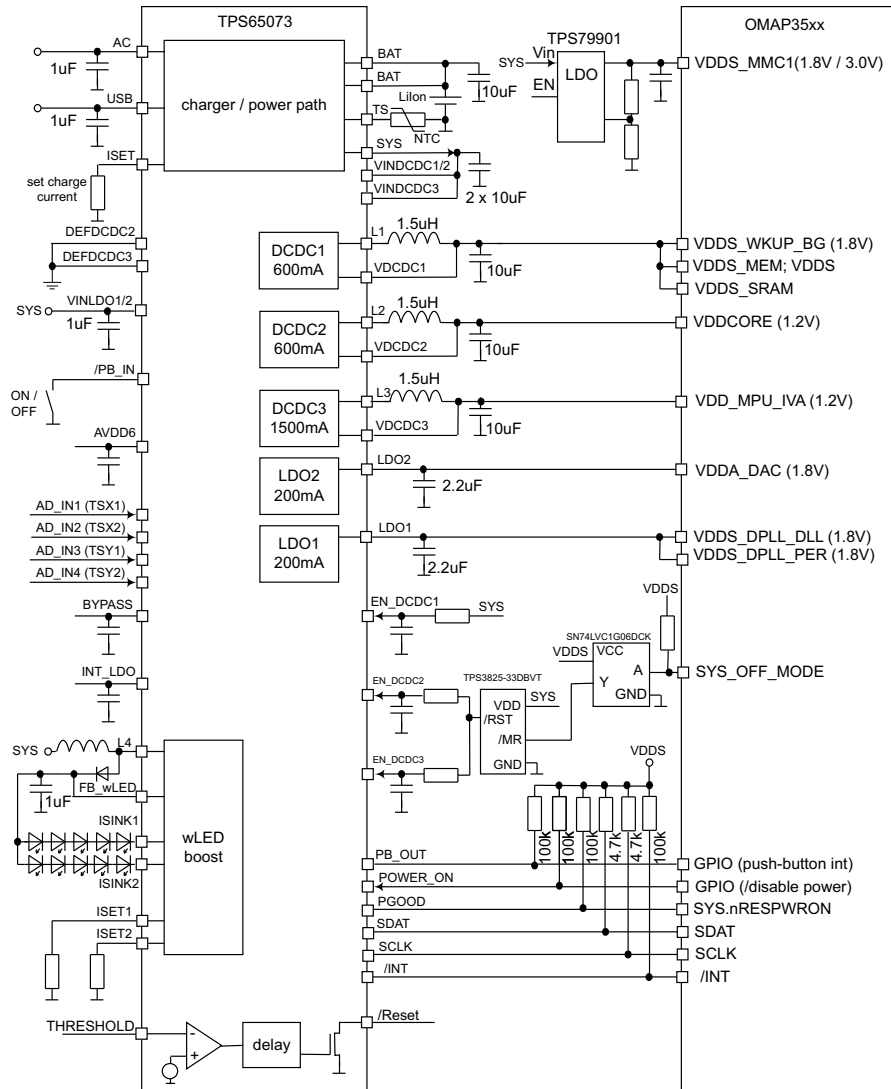 TPS65073
OMAP35xx
AC
1uF
USB
1uF
ISET
set charge
current
charger / power path
BAT
BAT
10uF
LiIon
TS
NTC
SYS
VINDCDC1/2
VINDCDC3
2 x 10uF
TPS79901
SYS
Vin
EN
LDO
VDDS_MMC1(1.8V / 3.0V)
DEFDCDC2
DEFDCDC3
DCDC1
600mA
L1
1.5uH
VDCDC1
10uF
VDDS_WKUP_BG (1.8V)
VDDS_MEM; VDDS
VDDS_SRAM
SYS
VINLDO1/2
1uF
DCDC2
600mA
L2
1.5uH
VDCDC2
10uF
VDDCORE (1.2V)
/PB_IN
ON /
OFF
DCDC3
1500mA
L3
1.5uH
VDCDC3
10uF
VDD_MPU_IVA (1.2V)
AVDD6
LDO2
200mA
LDO2
2.2uF
VDDA_DAC (1.8V)
AD_IN1 (TSX1)
AD_IN2 (TSX2)
AD_IN3 (TSY1)
AD_IN4 (TSY2)
LDO1
200mA
LDO1
2.2uF
VDDS_DPLL_DLL (1.8V)
VDDS_DPLL_PER (1.8V)
BYPASS
EN_DCDC1
SYS
VDDS
SN74LVC1G06DCK
VDDS
VCC
A
Y
GND
SYS_OFF_MODE
INT_LDO
EN_DCDC2
TPS3825-33DBVT
VDD
SYS
/RST
/MR
GND
EN_DCDC3
VDDS
SYS
L4
1uF
FB_wLED
ISINK1
ISINK2
wLED
boost
ISET1
ISET2
100k
100k
100k
4.7k
4.7k
100k
PB_OUT
GPIO (push-button int)
POWER_ON
GPIO (/disable power)
PGOOD
SYS.nRESPWRON
SDAT
SDAT
SCLK
SCLK
/INT
/INT
THRESHOLD
-
+
delay
/Reset